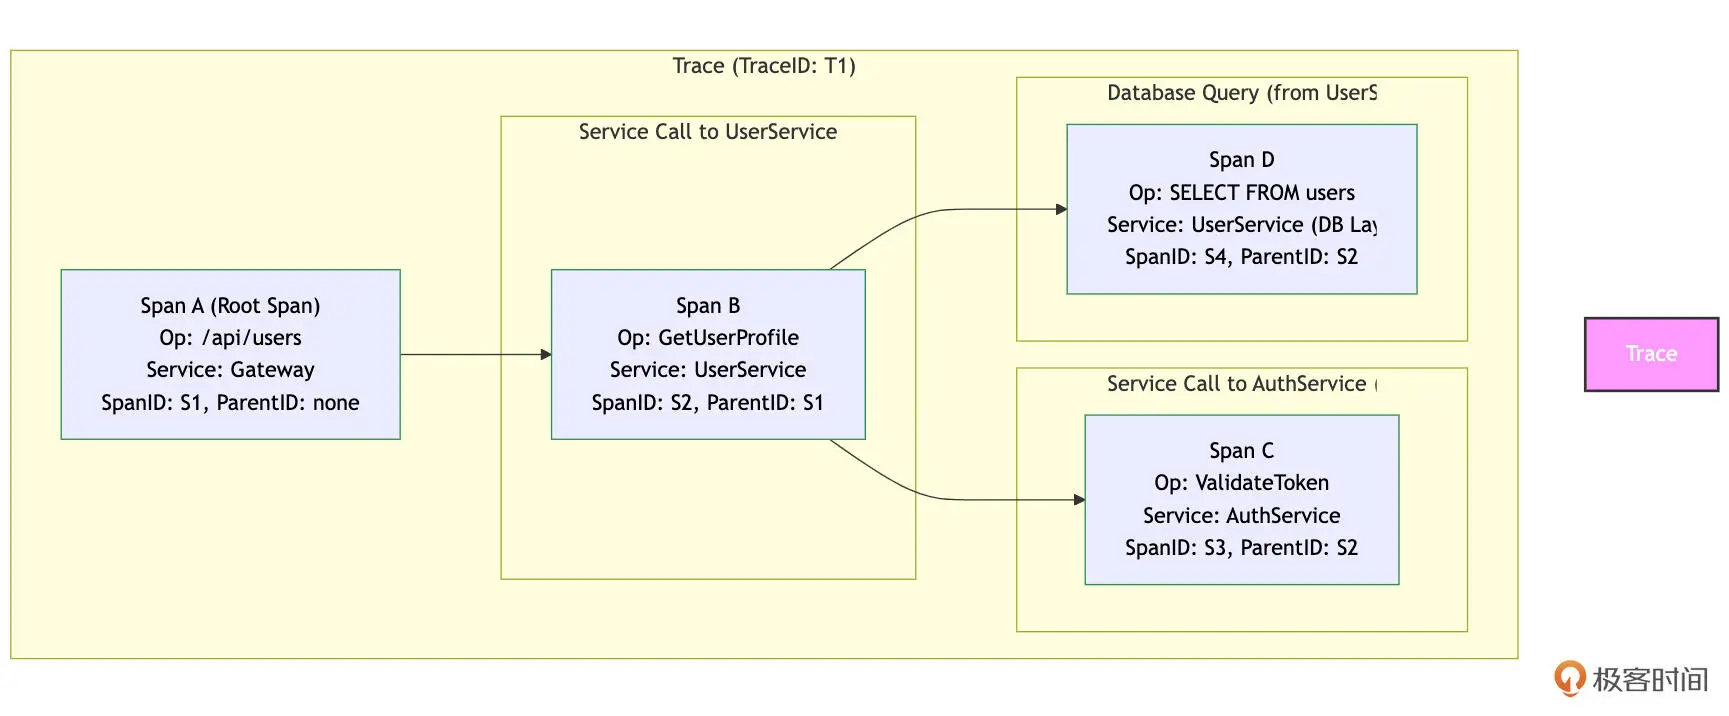 Trace (TraceID: T1)
Span A (Root Span)
Op: /api/users
Service: Gateway
SpanID: S1, ParentID: none
Service Call to UserService
Span B
Op: GetUserProfile
Service: UserService
SpanID: S2, ParentID: S1
Database Query (from UserS
Span D
Op: SELECT FROM users
Service: UserService (DB Lay
SpanID: S4, ParentID: S2
Service Call to AuthService (
Span C
Op: ValidateToken
Service: AuthService
SpanID: S3, ParentID: S2
Trace
极客时间